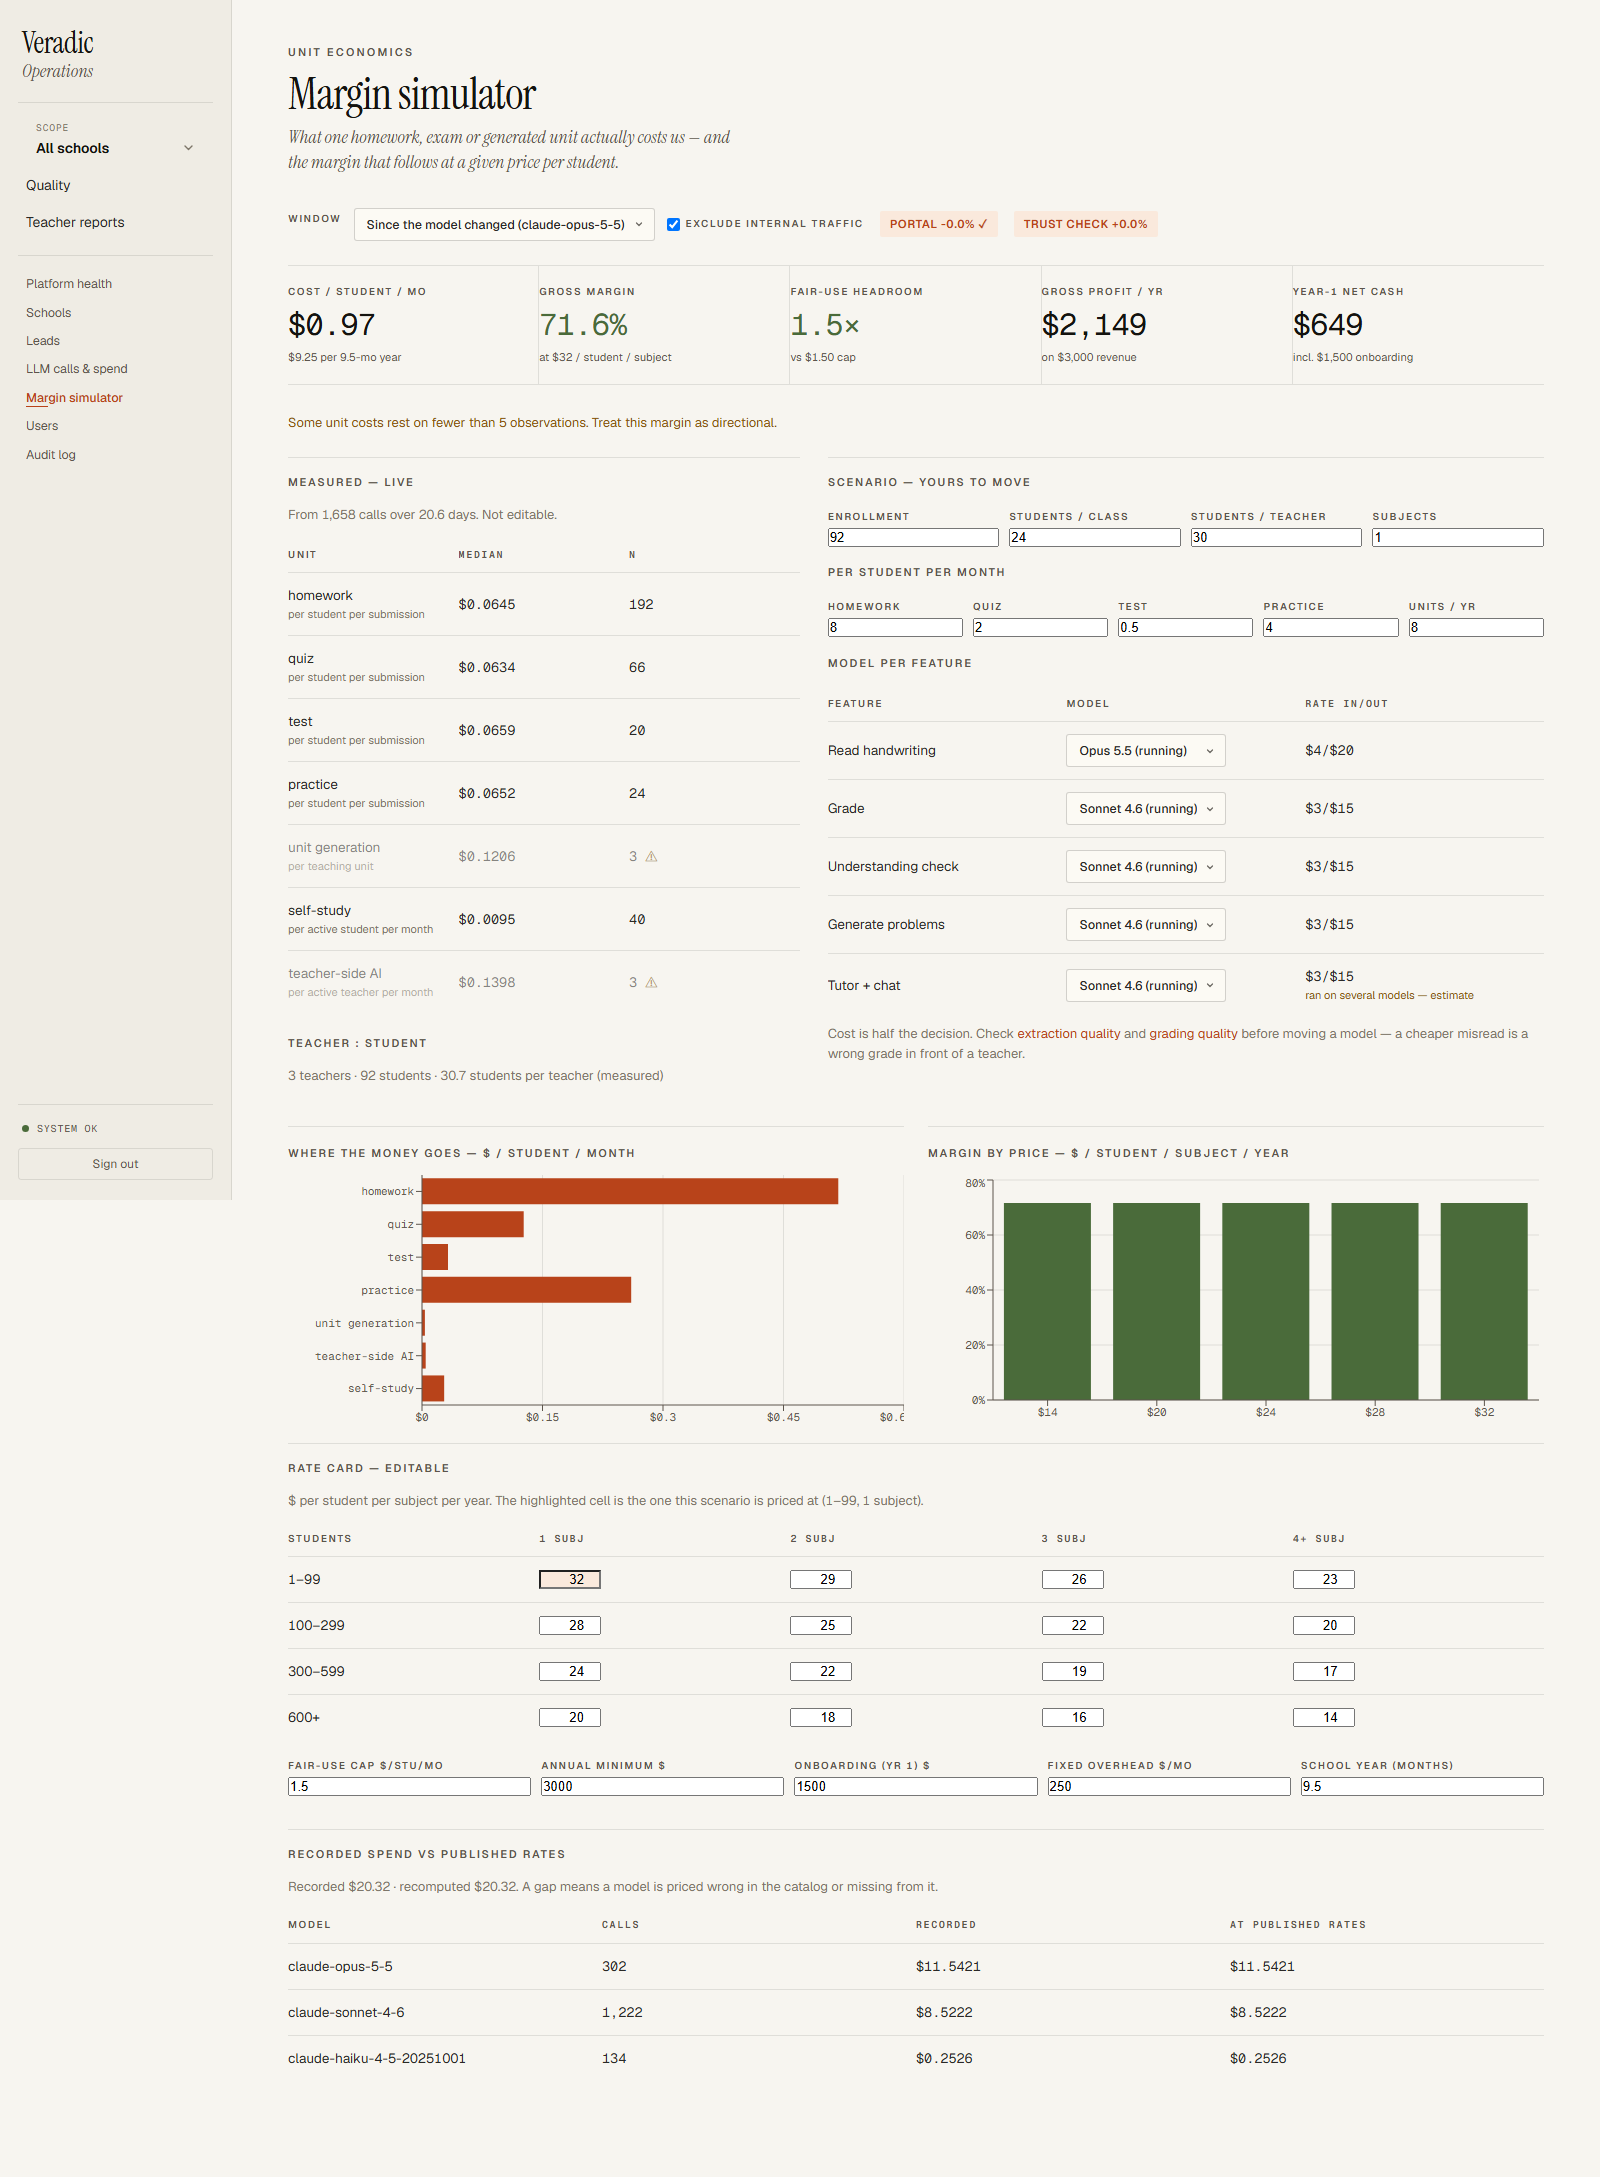 Veradic
Operations
SCOPE
All schools
Quality
Teacher reports
Platform health
Schools
Leads
LLM calls & spend
Margin simulator
Users
Audit log
SYSTEM OK
Sign out
UNIT ECONOMICS
Margin simulator
What one homework, exam or generated unit actually costs us — and
the margin that follows at a given price per student.
WINDOW Since the model changed (claude-opus-5-5) EXCLUDE INTERNAL TRAFFIC PORTAL -0.0% ✓ TRUST CHECK +0.0%
COST / STUDENT / MO GROSS MARGIN FAIR-USE HEADROOM GROSS PROFIT / YR YEAR-1 NET CASH
$0.97 71.6% 1.5× $2,149 $649
$9.25 per 9.5-mo year at $32 / student / subject vs $1.50 cap on $3,000 revenue incl. $1,500 onboarding
Some unit costs rest on fewer than 5 observations. Treat this margin as directional.
MEASURED — LIVE
From 1,658 calls over 20.6 days. Not editable.
UNIT MEDIAN N
homework
per student per submission $0.0645 192
quiz
per student per submission $0.0634 66
test
per student per submission $0.0659 20
practice
per student per submission $0.0652 24
unit generation
per teaching unit $0.1206 3 ⚠
self-study
per active student per month $0.0095 40
teacher-side AI
per active teacher per month $0.1398 3 ⚠
TEACHER : STUDENT
3 teachers · 92 students · 30.7 students per teacher (measured)
SCENARIO — YOURS TO MOVE
ENROLLMENT STUDENTS / CLASS STUDENTS / TEACHER SUBJECTS
92 24 30 1
PER STUDENT PER MONTH
HOMEWORK QUIZ TEST PRACTICE UNITS / YR
8 2 0.5 4 8
MODEL PER FEATURE
FEATURE MODEL RATE IN/OUT
Read handwriting Opus 5.5 (running) $4/$20
Grade Sonnet 4.6 (running) $3/$15
Understanding check Sonnet 4.6 (running) $3/$15
Generate problems Sonnet 4.6 (running) $3/$15
Tutor + chat Sonnet 4.6 (running) $3/$15
ran on several models — estimate
Cost is half the decision. Check extraction quality and grading quality before moving a model — a cheaper misread is a
wrong grade in front of a teacher.
WHERE THE MONEY GOES — $ / STUDENT / MONTH
homework
quiz
test
practice
unit generation
teacher-side AI
self-study
$0 $0.15 $0.3 $0.45 $0.6
MARGIN BY PRICE — $ / STUDENT / SUBJECT / YEAR
80%
60%
40%
20%
0%
$14 $20 $24 $28 $32
RATE CARD — EDITABLE
$ per student per subject per year. The highlighted cell is the one this scenario is priced at (1–99, 1 subject).
STUDENTS 1 SUBJ 2 SUBJ 3 SUBJ 4+ SUBJ
1–99 32 29 26 23
100–299 28 25 22 20
300–599 24 22 19 17
600+ 20 18 16 14
FAIR-USE CAP $/STU/MO ANNUAL MINIMUM $ ONBOARDING (YR 1) $ FIXED OVERHEAD $/MO SCHOOL YEAR (MONTHS)
1.5 3000 1500 250 9.5
RECORDED SPEND VS PUBLISHED RATES
Recorded $20.32 · recomputed $20.32. A gap means a model is priced wrong in the catalog or missing from it.
MODEL CALLS RECORDED AT PUBLISHED RATES
claude-opus-5-5 302 $11.5421 $11.5421
claude-sonnet-4-6 1,222 $8.5222 $8.5222
claude-haiku-4-5-20251001 134 $0.2526 $0.2526